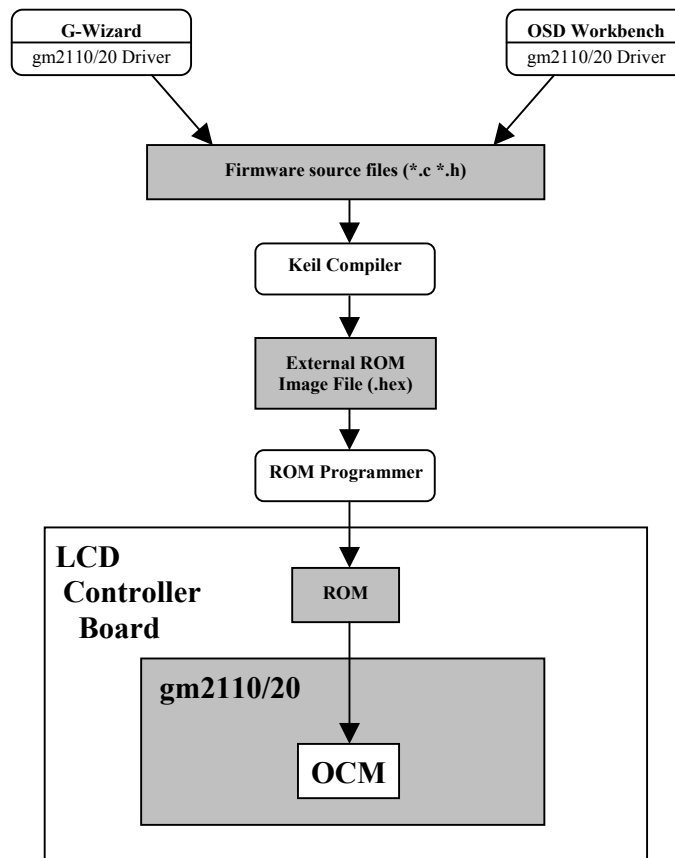 G-Wizard
gm2110/20 Driver
OSD Workbench
gm2110/20 Driver
Firmware source files (*.c *.h)
Keil Compiler
External ROM
Image File (.hex)
ROM Programmer
LCD
Controller
Board
ROM
gm2110/20
OCM